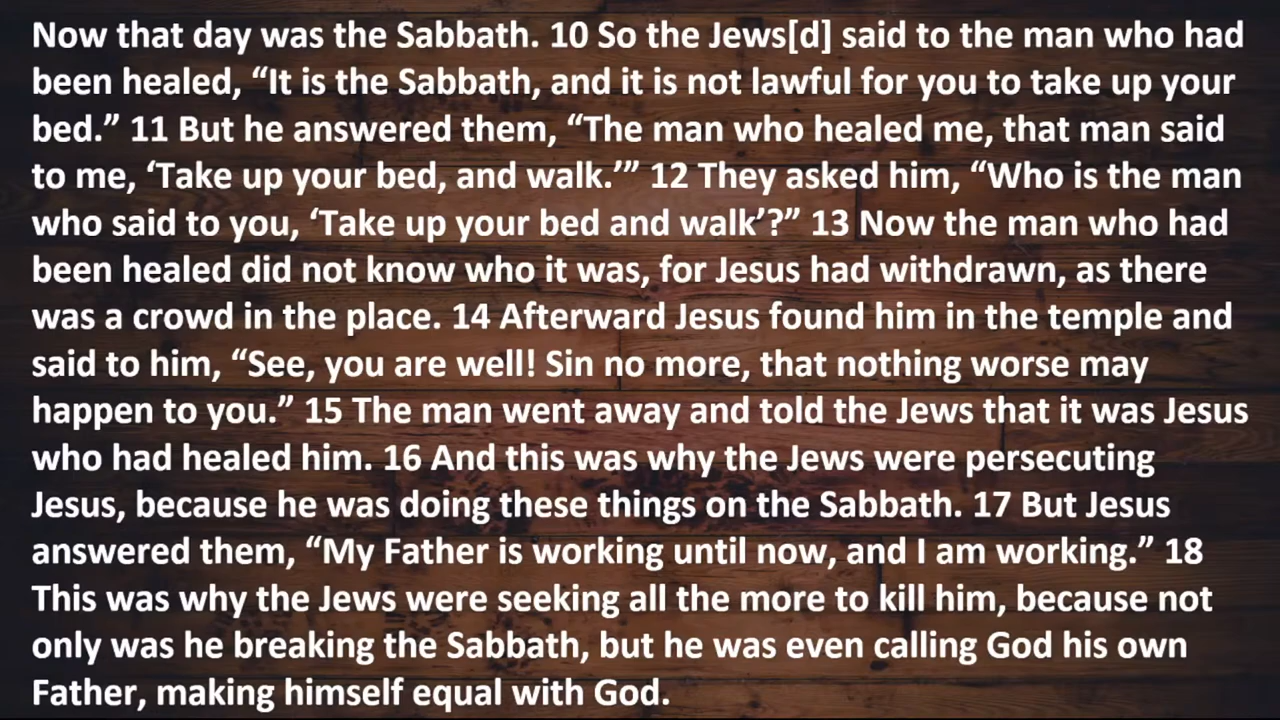 Now that day was the Sabbath. 10 So the Jews[d] said to the man who had
been healed, “It is the Sabbath, and it is not lawful for you to take up your
bed.” 11 But he answered them, “The man who healed me, that man said
to me, ‘Take up your bed, and walk.’” 12 They asked him, “Who is the man
who said to you, ‘Take up your bed and walk’?” 13 Now the man who had
been healed did not know who it was, for Jesus had withdrawn, as there
was a crowd in the place. 14 Afterward Jesus found him in the temple and
said to him, “See, you are well! Sin no more, that nothing worse may
happen to you.” 15 The man went away and told the Jews that it was Jesus
who had healed him. 16 And this was why the Jews were persecuting
Jesus, because he was doing these things on the Sabbath. 17 But Jesus
answered them, “My Father is working until now, and I am working.” 18
This was why the Jews were seeking all the more to kill him, because not
only was he breaking the Sabbath, but he was even calling God his own
Father, making himself equal with God.